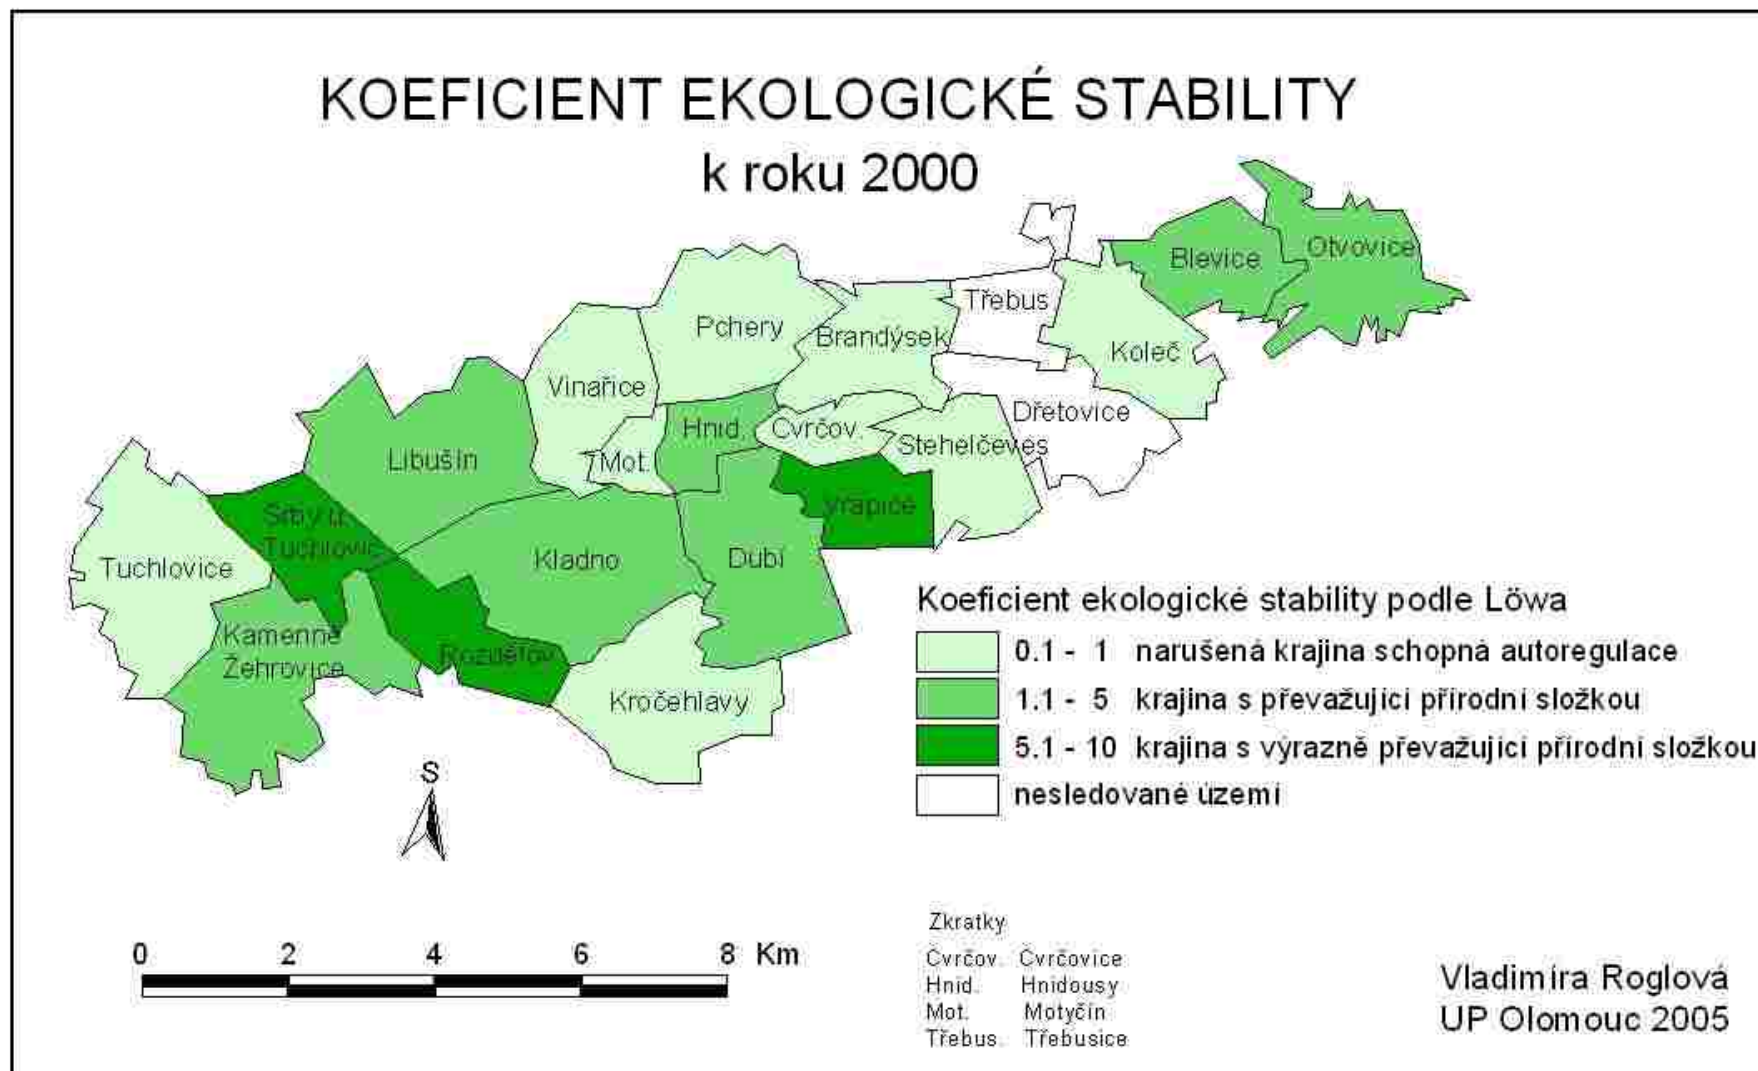 KOEFICIENT EKOLOGICKÉ STABILITY
k roku 2000
Otvovice
Blevice
Třebus
Pchery
Brandýsek
Koleč
Vinařice
Dřetovice
Hnid.
Čvrčov.
Stehelčeves
Libušín
Mot.
Vrapice
Srby u
Tuchlovic
Tuchlovice
Kladno
Dubí
Kamenné
Žehrovice
Rozdělov
Kročehlavy
Koeficient ekologické stability podle Löwa
0.1 - 1 narušená krajina schopná autoregulace
1.1 - 5 krajina s převažující přírodní složkou
5.1 - 10 krajina s výrazně převažující přírodní složkou
nesledované území
S
0 2 4 6 8 Km
Zkratky
Čvrčov. Čvrčovice
Hnid. Hnidousy
Mot. Motyčín
Třebus. Třebusice
Vladimíra Roglová
UP Olomouc 2005